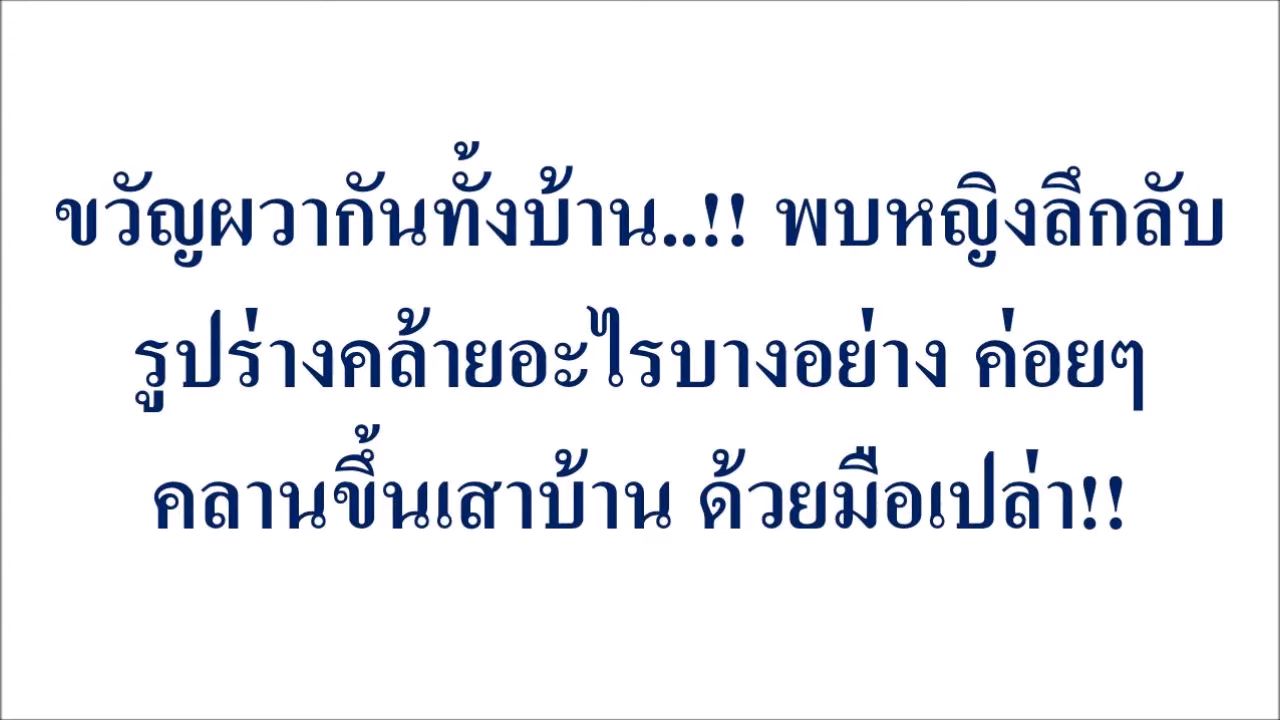 ขวัญผวากันทั้งบ้าน..!! พบหญิงลึกลับ
รูปร่างคล้ายอะไรบางอย่าง ค่อยๆ
คลานขึ้นเสาบ้าน ด้วยมือเปล่า!!